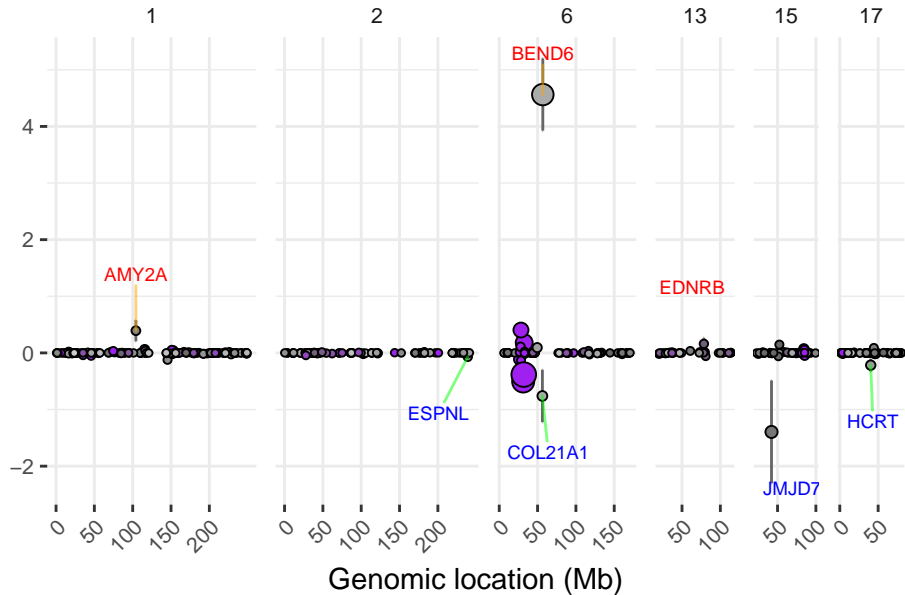 1 2 6 13 15 17
BEND6
4
2
AMY2A
EDNRB
0
ESPNL
HCRT
COL21A1
−2
JMJD7
0 50 100 150 200 0 50 100 150 200 0 50 100 150 50 100 50 100 0 50
Genomic location (Mb)